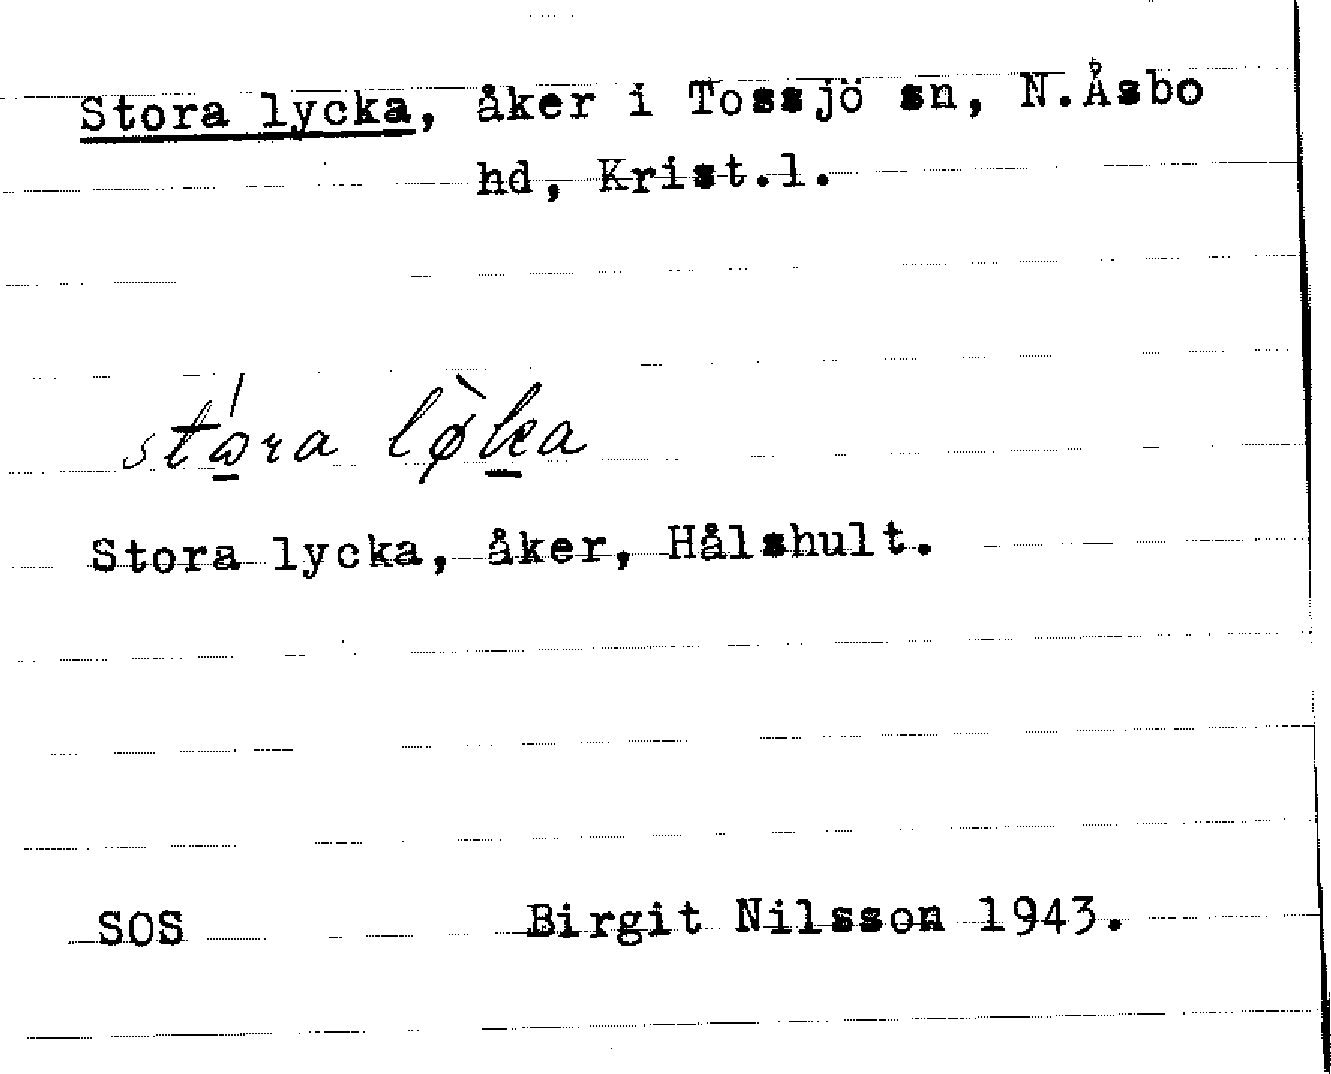 Stora lycka, åker i Tossjö sn, N.Åsbo
hd, Krist.l.
stora løka
Stora lycka, åker, Hålshult.
SOS Birgit Nilsson 1943.